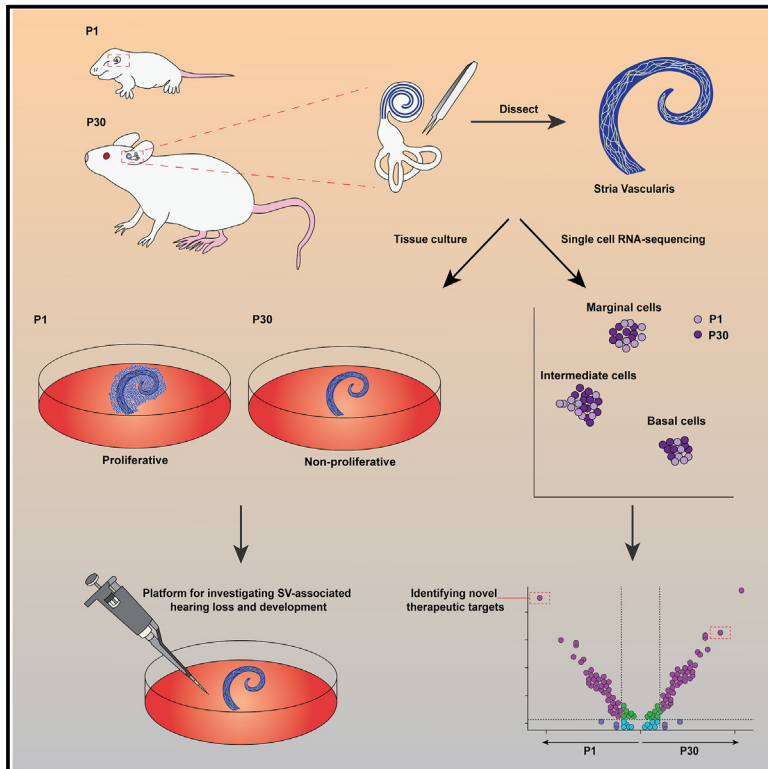 P1
P30
Dissect
Stria Vascularis
Tissue culture
Single cell RNA-sequencing
P1
P30
Proliferative
Non-proliferative
Marginal cells
P1
P30
Intermediate cells
Basal cells
Platform for investigating SV-associated
hearing loss and development
Identifying novel
therapeutic targets
P1
P30